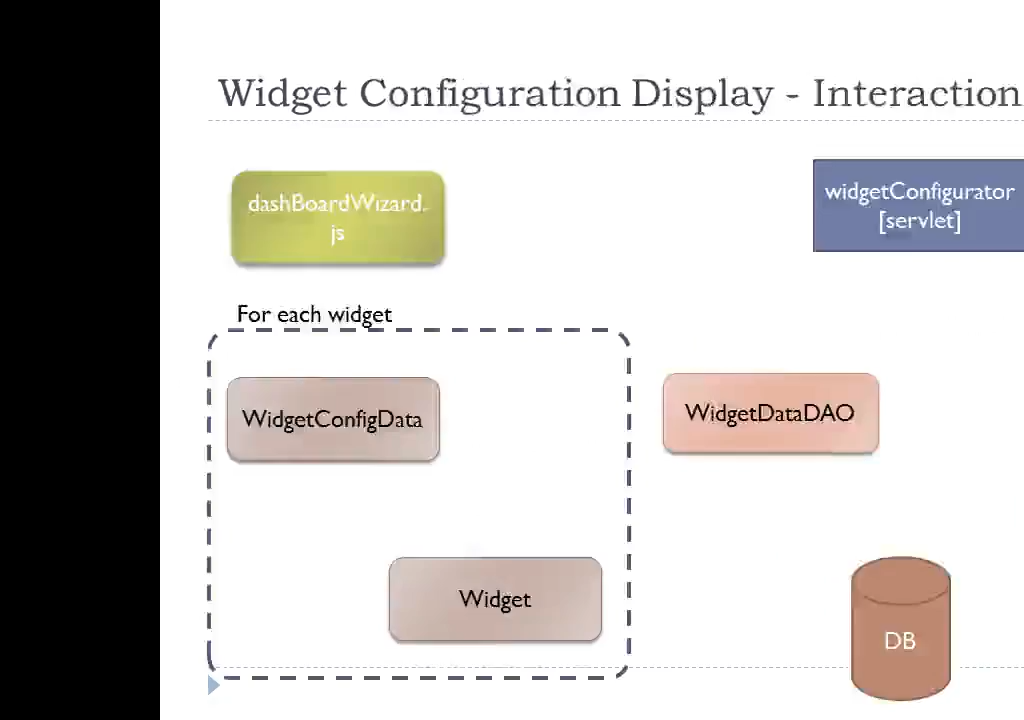 Widget Configuration Display - Interaction
dashBoardWizard.
js
widgetConfigurator
[servlet]
For each widget
WidgetConfigData
WidgetDataDAO
Widget
DB